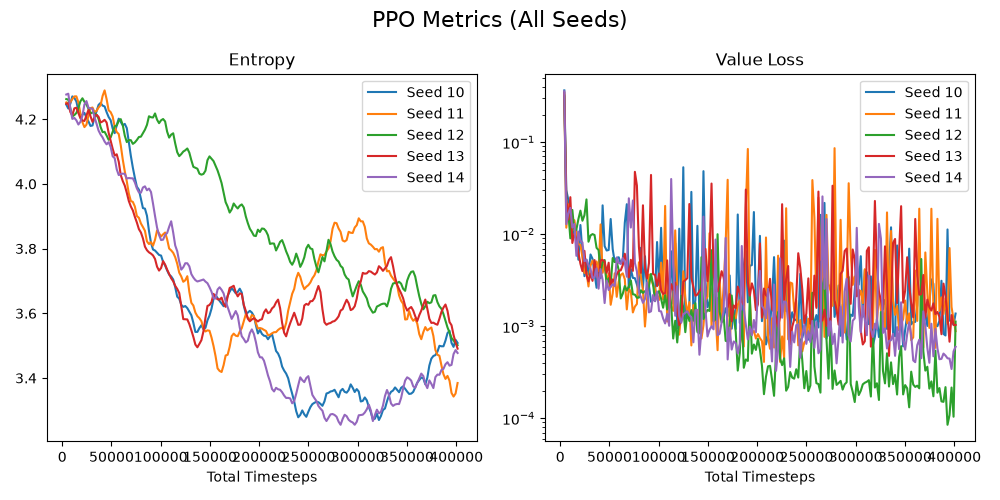 PPO Metrics (All Seeds)
Entropy
Seed 10
Seed 11
Seed 12
Seed 13
Seed 14
4.2
4.0
3.8
3.6
3.4
0 50000 100000 150000 200000 250000 300000 350000 400000
Total Timesteps
Value Loss
Seed 10
Seed 11
Seed 12
Seed 13
Seed 14
10⁻¹
10⁻²
10⁻³
10⁻⁴
0 50000 100000 150000 200000 250000 300000 350000 400000
Total Timesteps